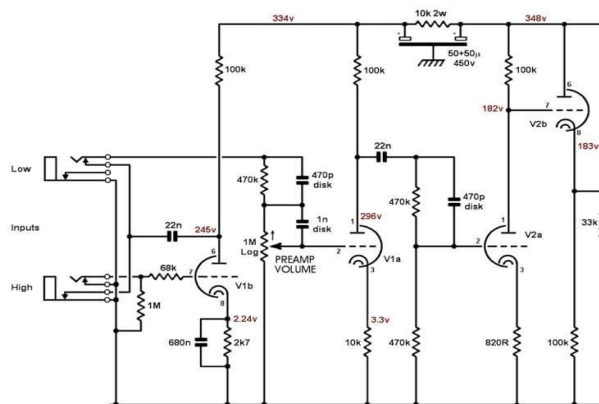 334v
10k 2w
348v
50+50µ
450v
100k
100k
100k
6
7
8
V2b
182v
183v
Low
22n
470k
470p
disk
470k
470p
disk
33k
Inputs
22n
245v
1n
disk
296v
1M
Log
PREAMP
VOLUME
1
2
3
V1a
1
7
3
V2a
High
68k
6
7
8
V1b
1M
2.24v
3.3v
680n
2k7
10k
470k
820R
100k